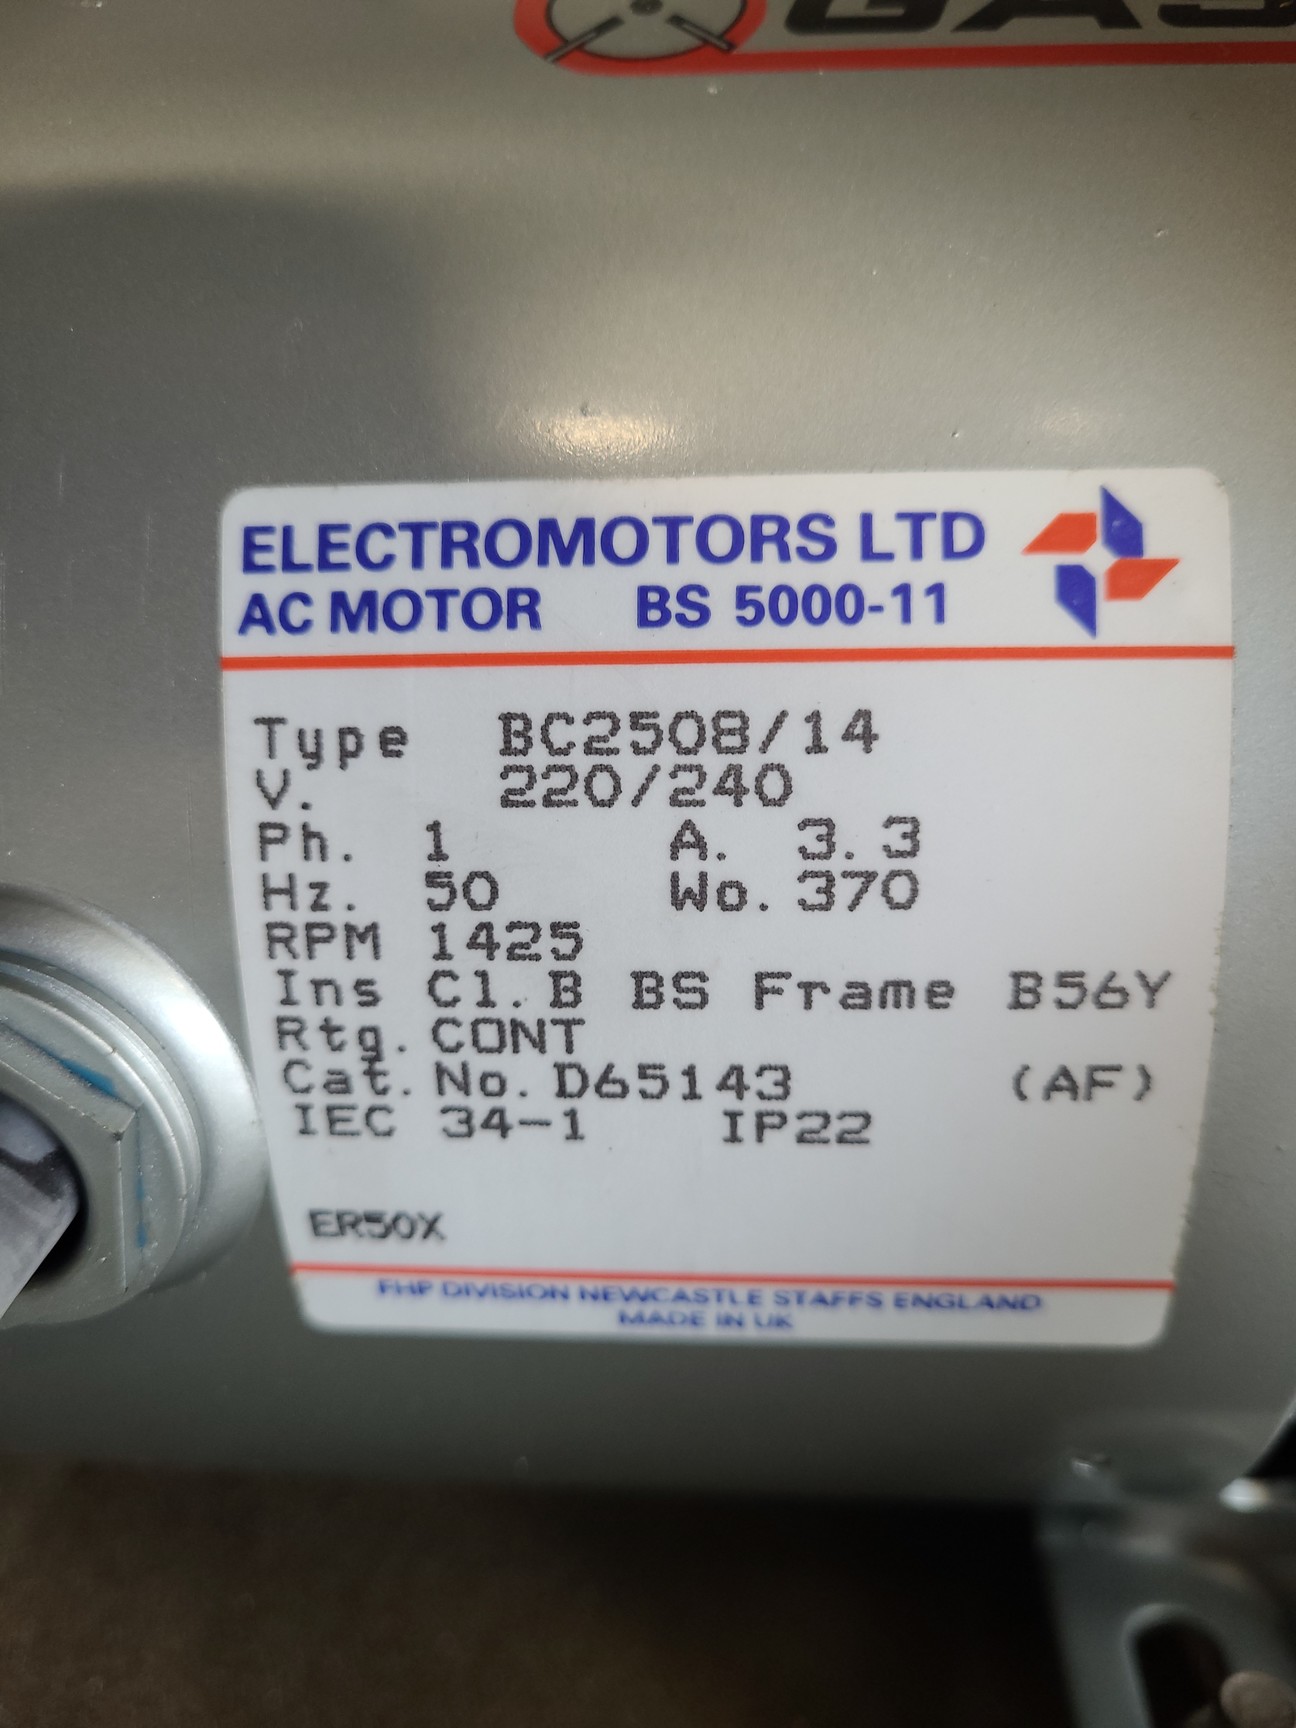 ELECTROMOTORS LTD
AC MOTOR BS 5000-11
Type BC2508/14
V. 220/240
Ph. 1 A. 3.3
Hz. 50 Wo. 370
RPM 1425
Ins Cl. B BS Frame B56Y
Rtg. CONT
Cat. No. D65143 (AF)
IEC 34-1 IP22
ER50X
FHP DIVISION NEWCASTLE STAFFS ENGLAND
MADE IN UK